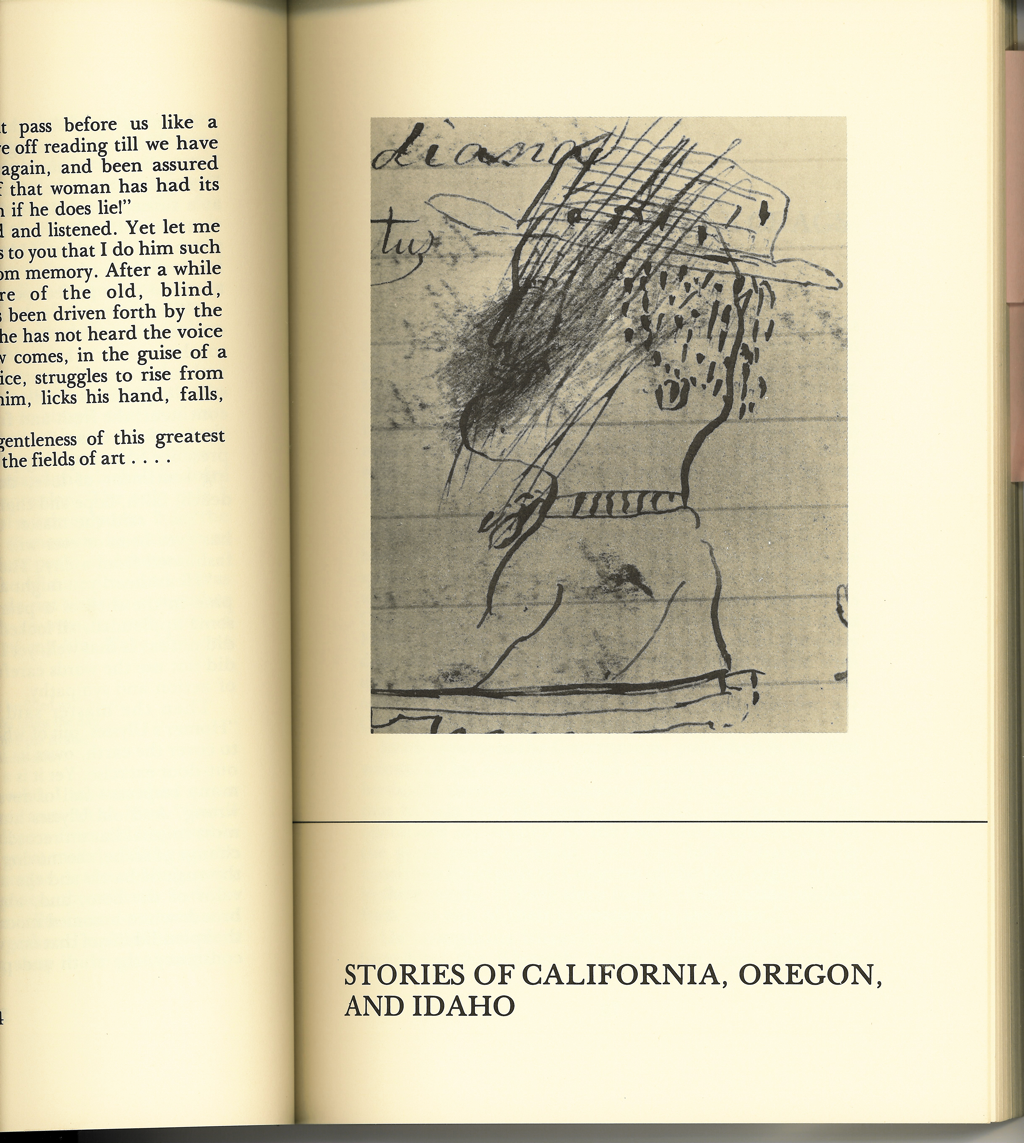 t pass before us like a
e off reading till we have
again, and been assured
f that woman has had its
n if he does lie!"
d and listened. Yet let me
s to you that I do him such
om memory. After a while
re of the old, blind,
s been driven forth by the
he has not heard the voice
w comes, in the guise of a
ice, struggles to rise from
him, licks his hand, falls,
gentleness of this greatest
the fields of art . . . .
4
diana
STORIES OF CALIFORNIA, OREGON,
AND IDAHO